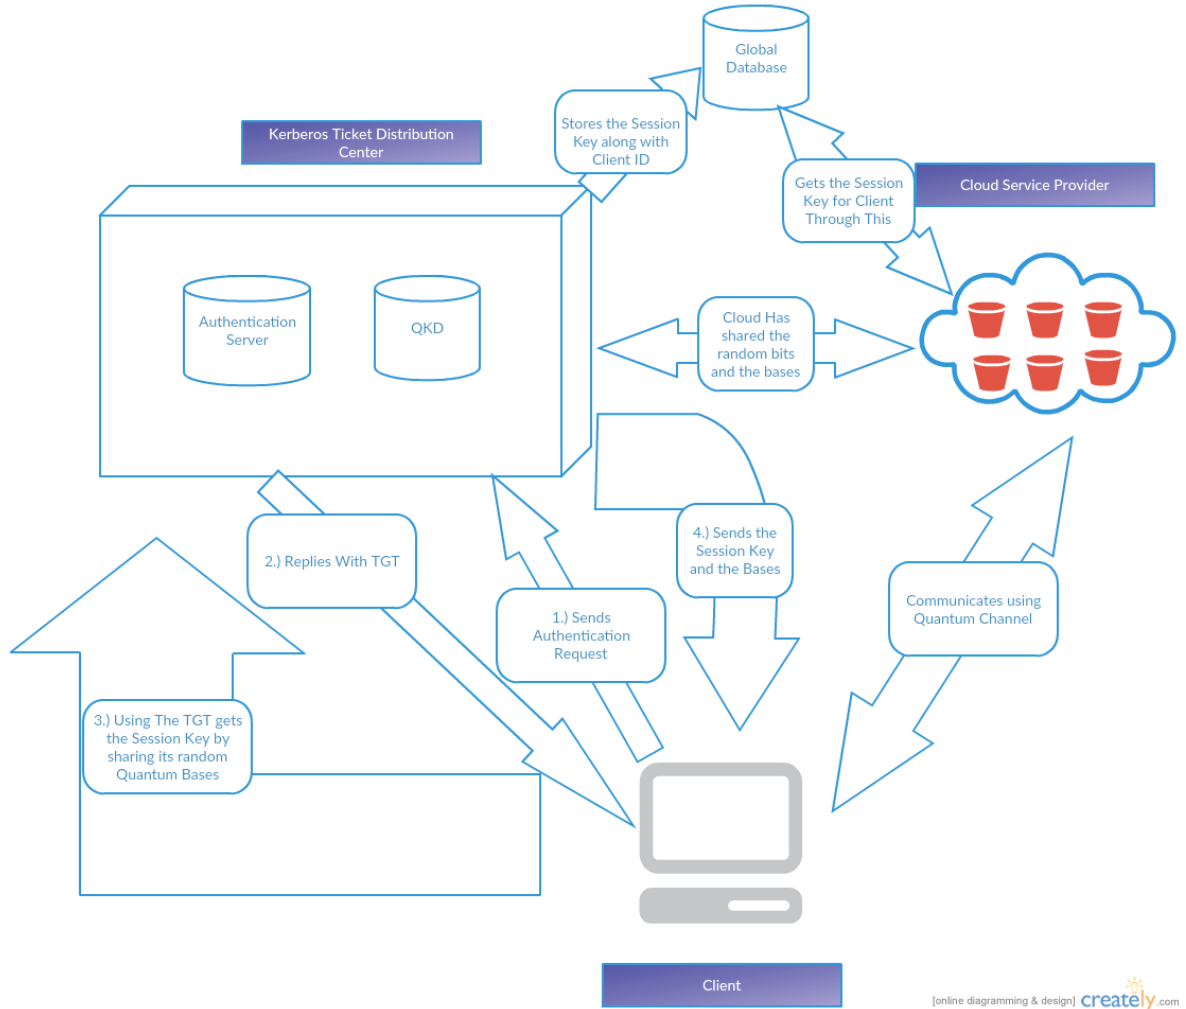 Global
Database
Stores the Session
Key along with
Client ID
Kerberos Ticket Distribution
Center
Gets the Session
Key for Client
Through This
Cloud Service Provider
Authentication
Server
QKD
Cloud Has
shared the
random bits
and the bases
2.) Replies With TGT
4.) Sends the
Session Key
and the Bases
1.) Sends
Authentication
Request
Communicates using
Quantum Channel
3.) Using The TGT gets
the Session Key by
sharing its random
Quantum Bases
Client
[online diagramming & design] creately.com